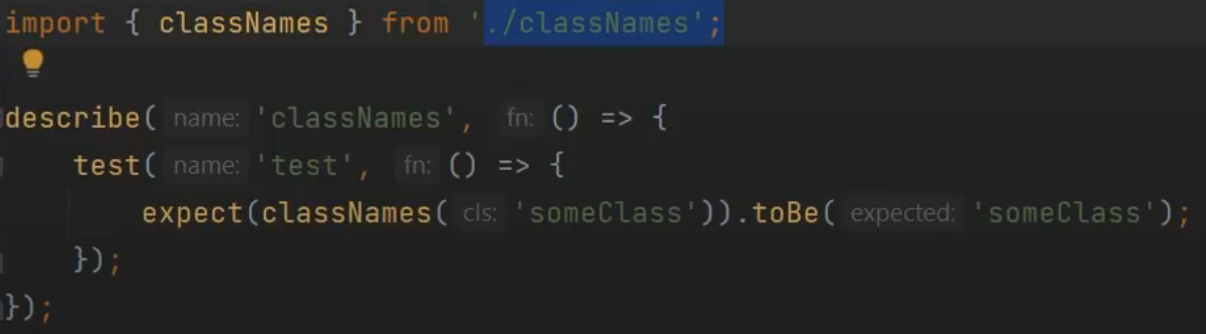 import { classNames } from './classNames';
describe( name: 'classNames', fn: () => {
test( name: 'test', fn: () => {
expect(classNames( cls: 'someClass')).toBe( expected: 'someClass');
});
});